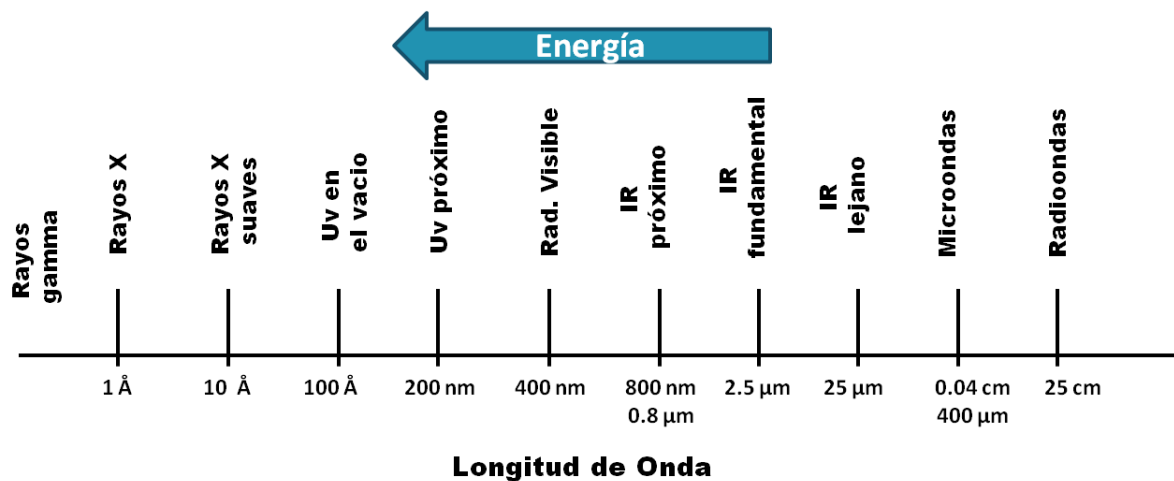 Energía
Rayos
gamma
Rayos X
Rayos X
suaves
Uv en
el vacio
Uv próximo
Rad. Visible
IR
próximo
IR
fundamental
IR
lejano
Microondas
Radioondas
1 Å
10 Å
100 Å
200 nm
400 nm
800 nm
0.8 µm
2.5 µm
25 µm
0.04 cm
400 µm
25 cm
Longitud de Onda